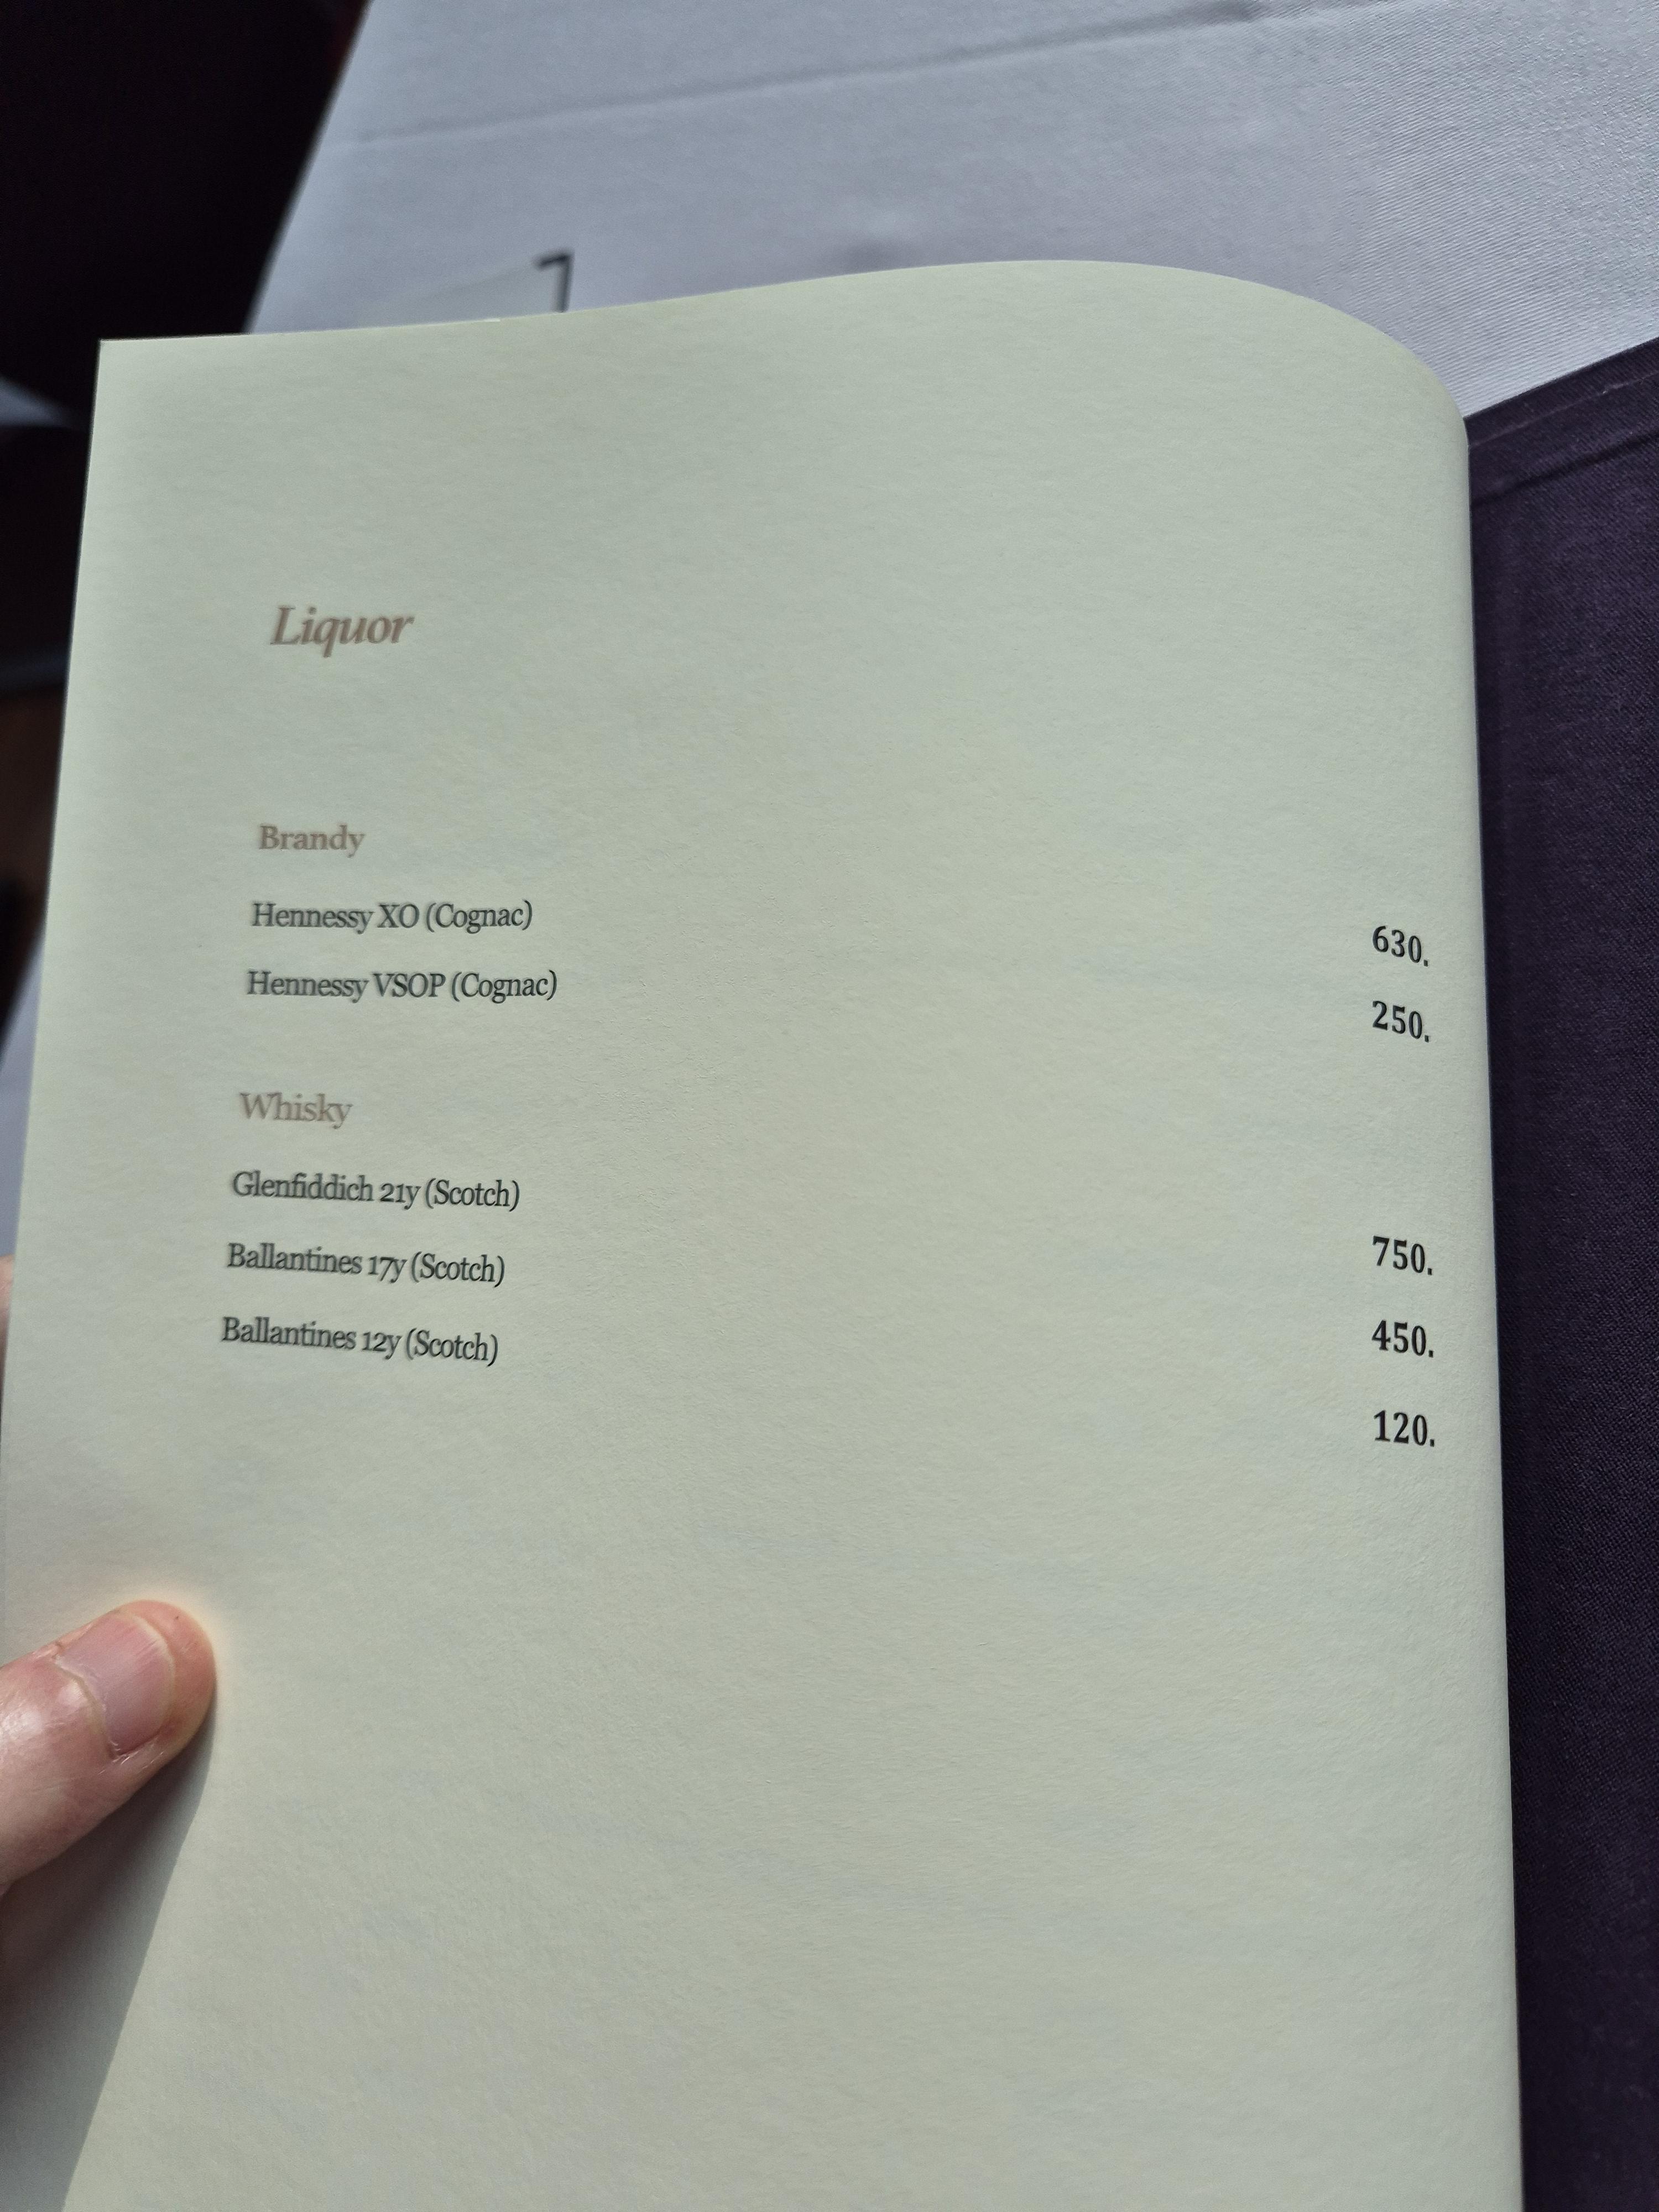 Liquor
Brandy
Hennessy XO (Cognac) 630.
Hennessy VSOP (Cognac) 250.
Whisky
Glenfiddich 21y (Scotch) 750.
Ballantines 17y (Scotch) 450.
Ballantines 12y (Scotch) 120.